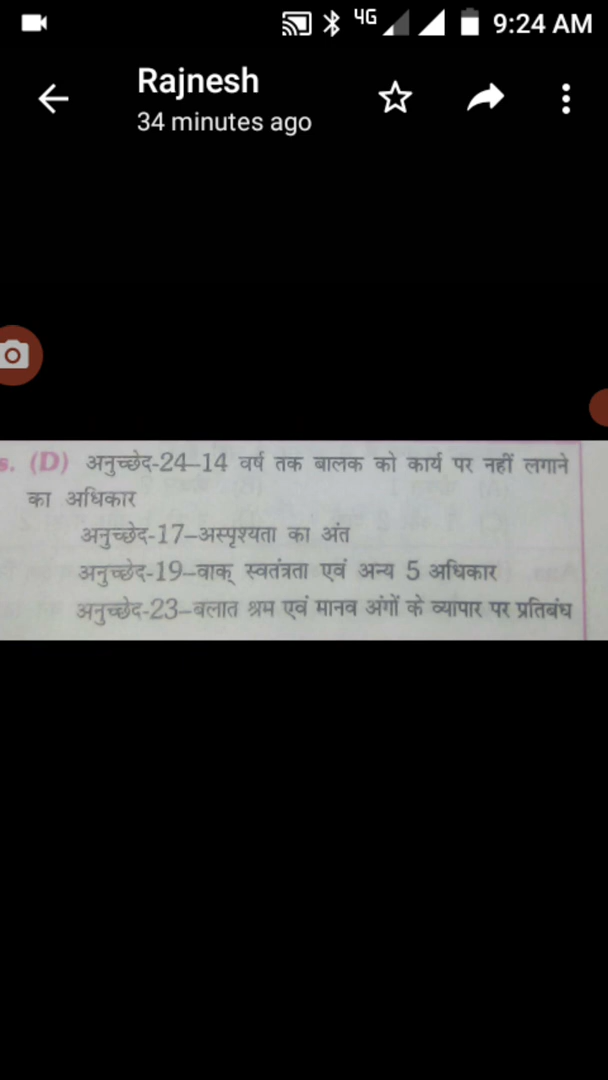 4G 9:24 AM
Rajnesh
34 minutes ago
s. (D) अनुच्छेद-24–14 वर्ष तक बालक को कार्य पर नहीं लगाने
का अधिकार
अनुच्छेद-17–अस्पृश्यता का अंत
अनुच्छेद-19–वाक् स्वतंत्रता एवं अन्य 5 अधिकार
अनुच्छेद-23–बलात श्रम एवं मानव अंगों के व्यापार पर प्रतिबंध